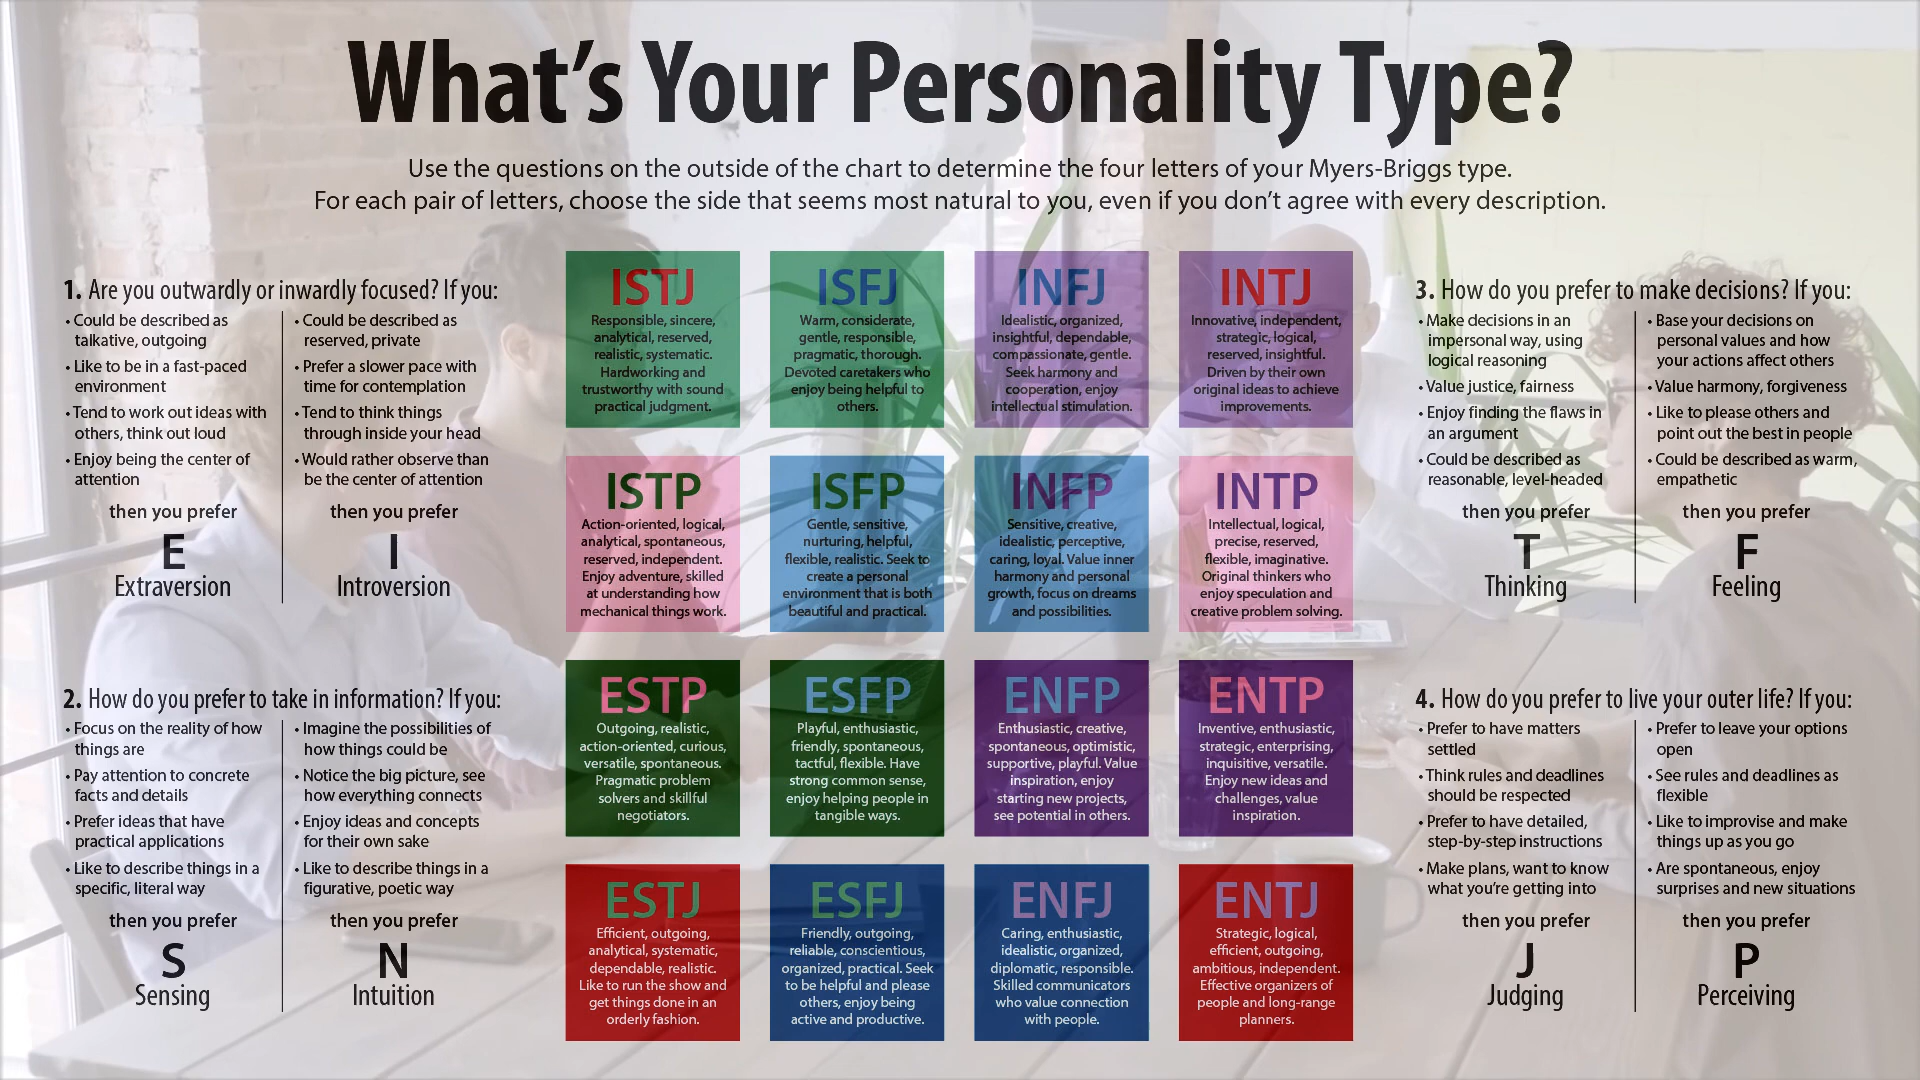 What's Your Personality Type?
Use the questions on the outside of the chart to determine the four letters of your Myers-Briggs type.
For each pair of letters, choose the side that seems most natural to you, even if you don't agree with every description.
1. Are you outwardly or inwardly focused? If you:
• Could be described as
talkative, outgoing
• Like to be in a fast-paced
environment
• Tend to work out ideas with
others, think out loud
• Enjoy being the center of
attention
then you prefer
E
Extraversion
• Could be described as
reserved, private
• Prefer a slower pace with
time for contemplation
• Tend to think things
through inside your head
• Would rather observe than
be the center of attention
then you prefer
I
Introversion
2. How do you prefer to take in information? If you:
• Focus on the reality of how
things are
• Pay attention to concrete
facts and details
• Prefer ideas that have
practical applications
• Like to describe things in a
specific, literal way
then you prefer
S
Sensing
• Imagine the possibilities of
how things could be
• Notice the big picture, see
how everything connects
• Enjoy ideas and concepts
for their own sake
• Like to describe things in a
figurative, poetic way
then you prefer
N
Intuition
ISTJ
Responsible, sincere,
analytical, reserved,
realistic, systematic.
Hardworking and
trustworthy with sound
practical judgment.
ISFJ
Warm, considerate,
gentle, responsible,
pragmatic, thorough.
Devoted caretakers who
enjoy being helpful to
others.
INFJ
Idealistic, organized,
insightful, dependable,
compassionate, gentle.
Seek harmony and
cooperation, enjoy
intellectual stimulation.
INTJ
Innovative, independent,
strategic, logical,
reserved, insightful.
Driven by their own
original ideas to achieve
improvements.
ISTP
Action-oriented, logical,
analytical, spontaneous,
reserved, independent.
Enjoy adventure, skilled
at understanding how
mechanical things work.
ISFP
Gentle, sensitive,
nurturing, helpful,
flexible, realistic. Seek to
create a personal
environment that is both
beautiful and practical.
INFP
Sensitive, creative,
idealistic, perceptive,
caring, loyal. Value inner
harmony and personal
growth, focus on dreams
and possibilities.
INTP
Intellectual, logical,
precise, reserved,
flexible, imaginative.
Original thinkers who
enjoy speculation and
creative problem solving.
ESTP
Outgoing, realistic,
action-oriented, curious,
versatile, spontaneous.
Pragmatic problem
solvers and skillful
negotiators.
ESFP
Playful, enthusiastic,
friendly, spontaneous,
tactful, flexible. Have
strong common sense,
enjoy helping people in
tangible ways.
ENFP
Enthusiastic, creative,
spontaneous, optimistic,
supportive, playful. Value
inspiration, enjoy
starting new projects,
see potential in others.
ENTP
Inventive, enthusiastic,
strategic, enterprising,
inquisitive, versatile.
Enjoy new ideas and
challenges, value
inspiration.
ESTJ
Efficient, outgoing,
analytical, systematic,
dependable, realistic.
Like to run the show and
get things done in an
orderly fashion.
ESFJ
Friendly, outgoing,
reliable, conscientious,
organized, practical. Seek
to be helpful and please
others, enjoy being
active and productive.
ENFJ
Caring, enthusiastic,
idealistic, organized,
diplomatic, responsible.
Skilled communicators
who value connection
with people.
ENTJ
Strategic, logical,
efficient, outgoing,
ambitious, independent.
Effective organizers of
people and long-range
planners.
3. How do you prefer to make decisions? If you:
• Make decisions in an
impersonal way, using
logical reasoning
• Value justice, fairness
• Enjoy finding the flaws in
an argument
• Could be described as
reasonable, level-headed
then you prefer
T
Thinking
• Base your decisions on
personal values and how
your actions affect others
• Value harmony, forgiveness
• Like to please others and
point out the best in people
• Could be described as warm,
empathetic
then you prefer
F
Feeling
4. How do you prefer to live your outer life? If you:
• Prefer to have matters
settled
• Think rules and deadlines
should be respected
• Prefer to have detailed,
step-by-step instructions
• Make plans, want to know
what you're getting into
then you prefer
J
Judging
• Prefer to leave your options
open
• See rules and deadlines as
flexible
• Like to improvise and make
things up as you go
• Are spontaneous, enjoy
surprises and new situations
then you prefer
P
Perceiving